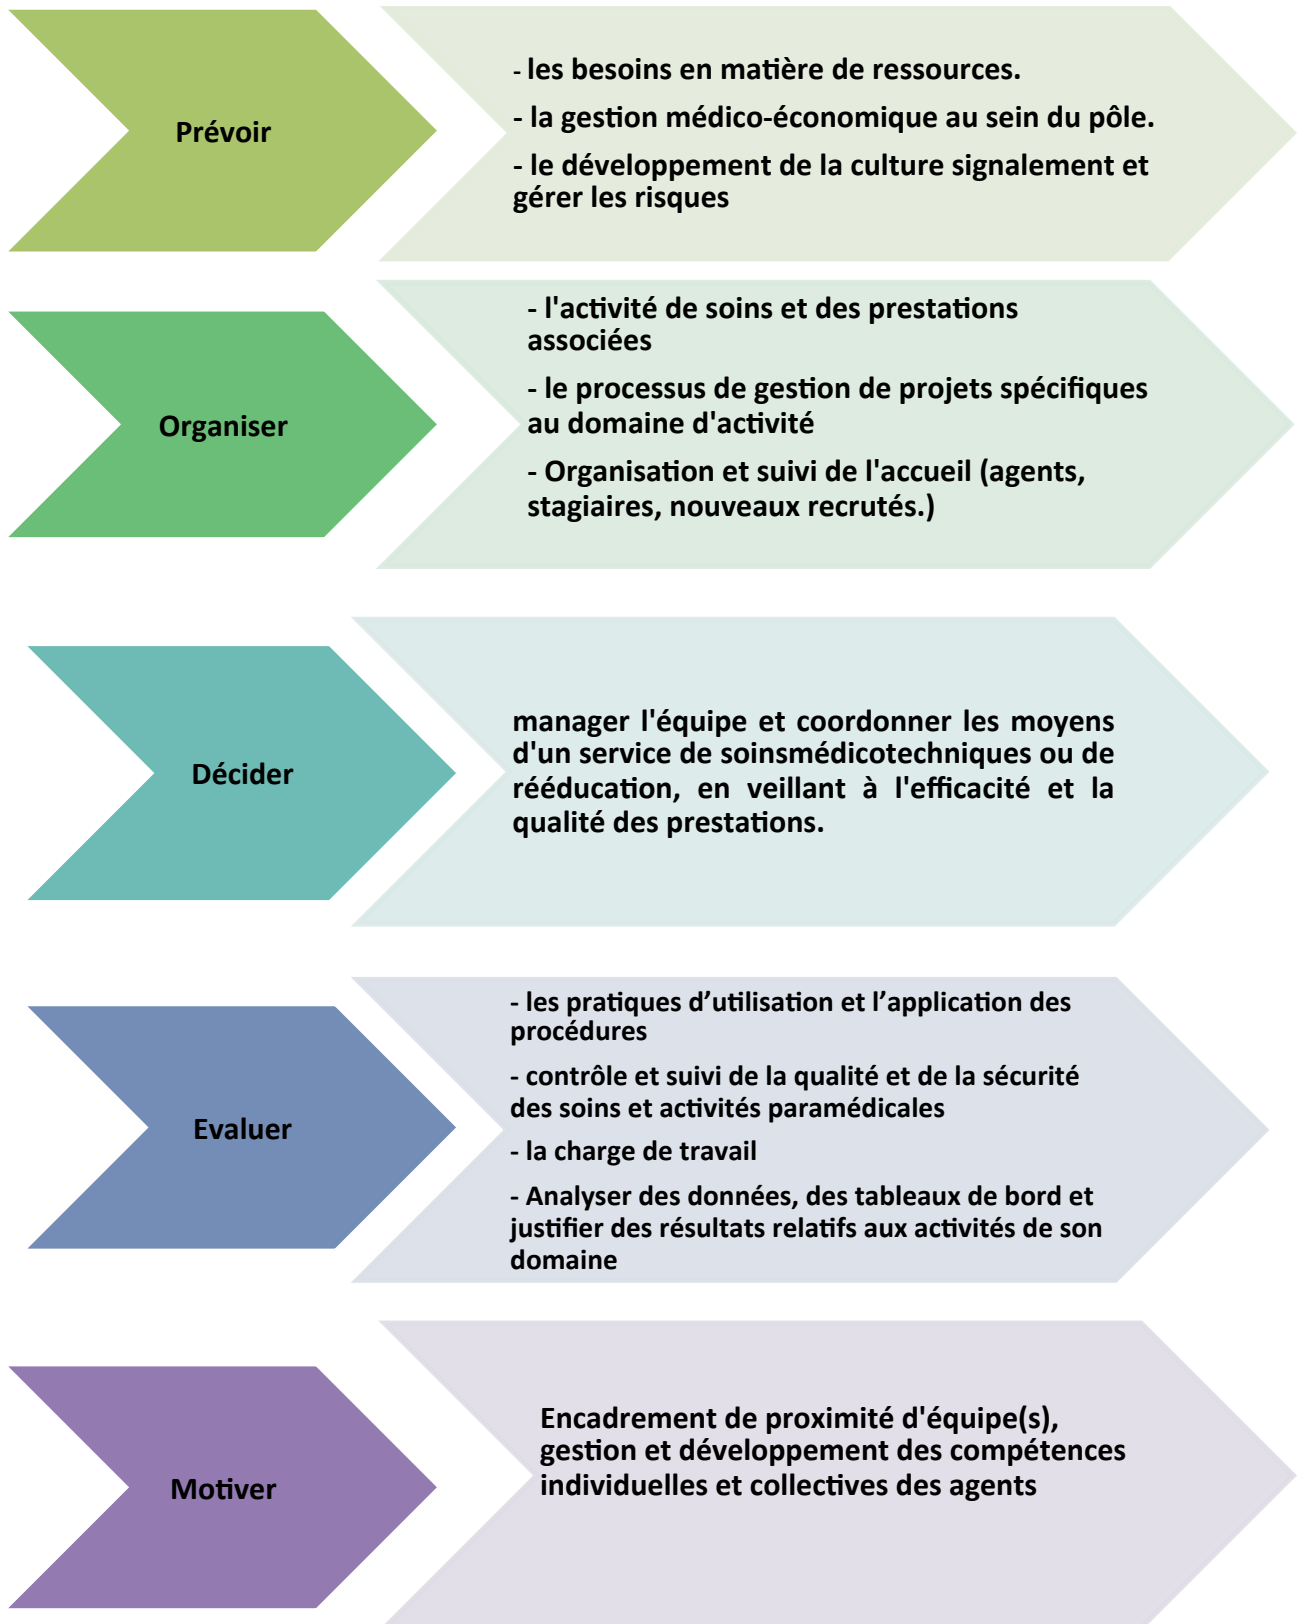 Prévoir
- les besoins en matière de ressources.
- la gestion médico-économique au sein du pôle.
- le développement de la culture signalement et
gérer les risques
Organiser
- l'activité de soins et des prestations
associées
- le processus de gestion de projets spécifiques
au domaine d'activité
- Organisation et suivi de l'accueil (agents,
stagiaires, nouveaux recrutés.)
Décider
manager l'équipe et coordonner les moyens
d'un service de soinsmédicotechniques ou de
rééducation, en veillant à l'efficacité et la
qualité des prestations.
Evaluer
- les pratiques d’utilisation et l’application des
procédures
- contrôle et suivi de la qualité et de la sécurité
des soins et activités paramédicales
- la charge de travail
- Analyser des données, des tableaux de bord et
justifier des résultats relatifs aux activités de son
domaine
Motiver
Encadrement de proximité d'équipe(s),
gestion et développement des compétences
individuelles et collectives des agents